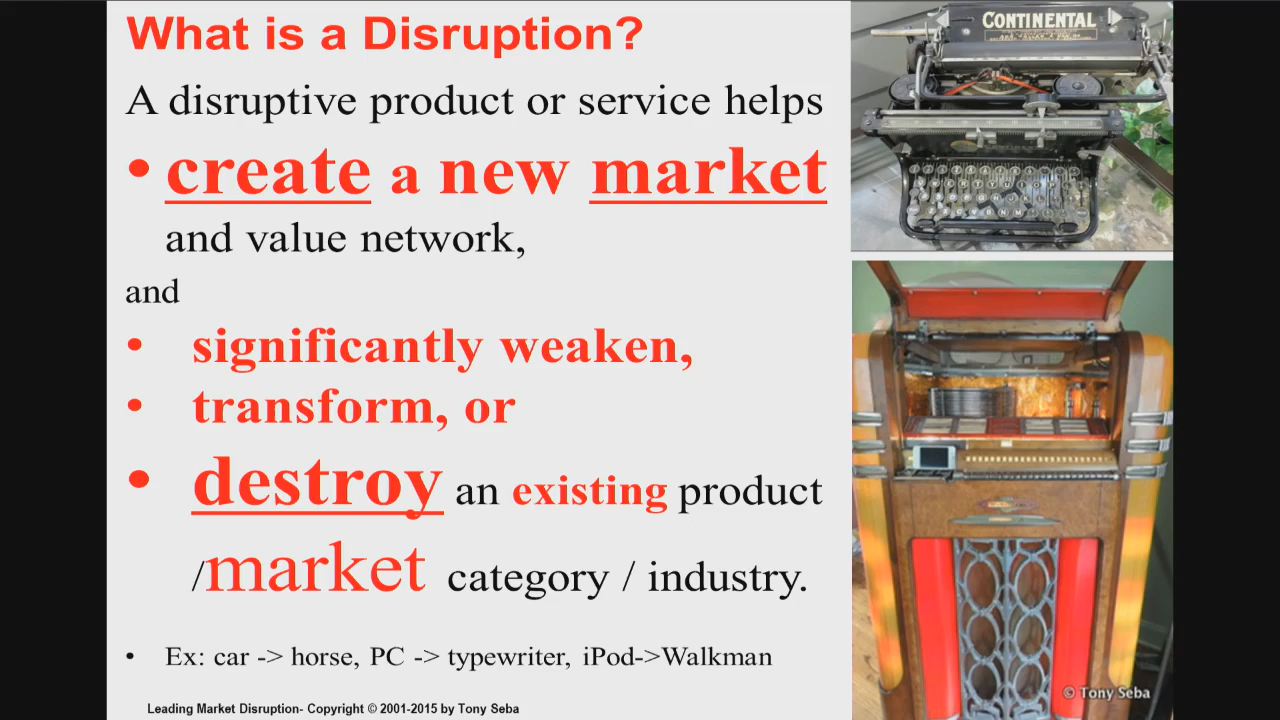 What is a Disruption?
A disruptive product or service helps
• create a new market
and value network,
and
• significantly weaken,
• transform, or
• destroy an existing product
/market category / industry.
• Ex: car -> horse, PC -> typewriter, iPod->Walkman
Leading Market Disruption- Copyright © 2001-2015 by Tony Seba
CONTINENTAL
© Tony Seba